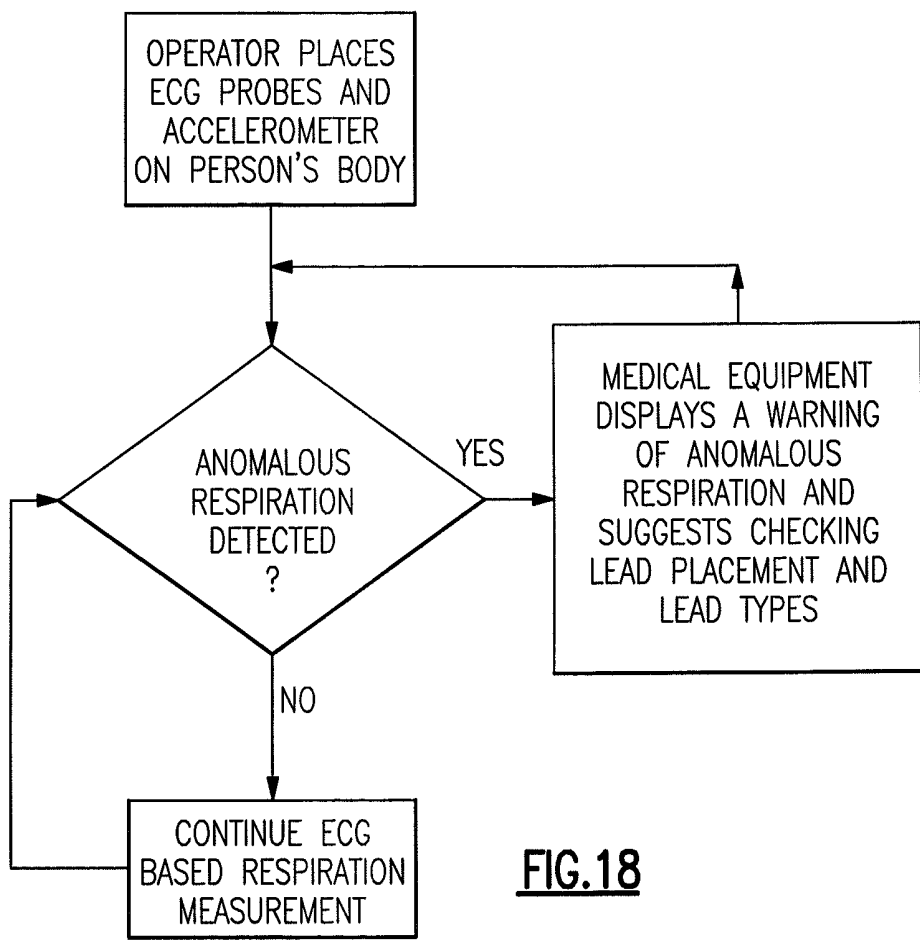 OPERATOR PLACES
ECG PROBES AND
ACCELEROMETER
ON PERSON'S BODY
ANOMALOUS
RESPIRATION
DETECTED
?
YES
MEDICAL EQUIPMENT
DISPLAYS A WARNING
OF ANOMALOUS
RESPIRATION AND
SUGGESTS CHECKING
LEAD PLACEMENT AND
LEAD TYPES
NO
CONTINUE ECG
BASED RESPIRATION
MEASUREMENT
FIG.18